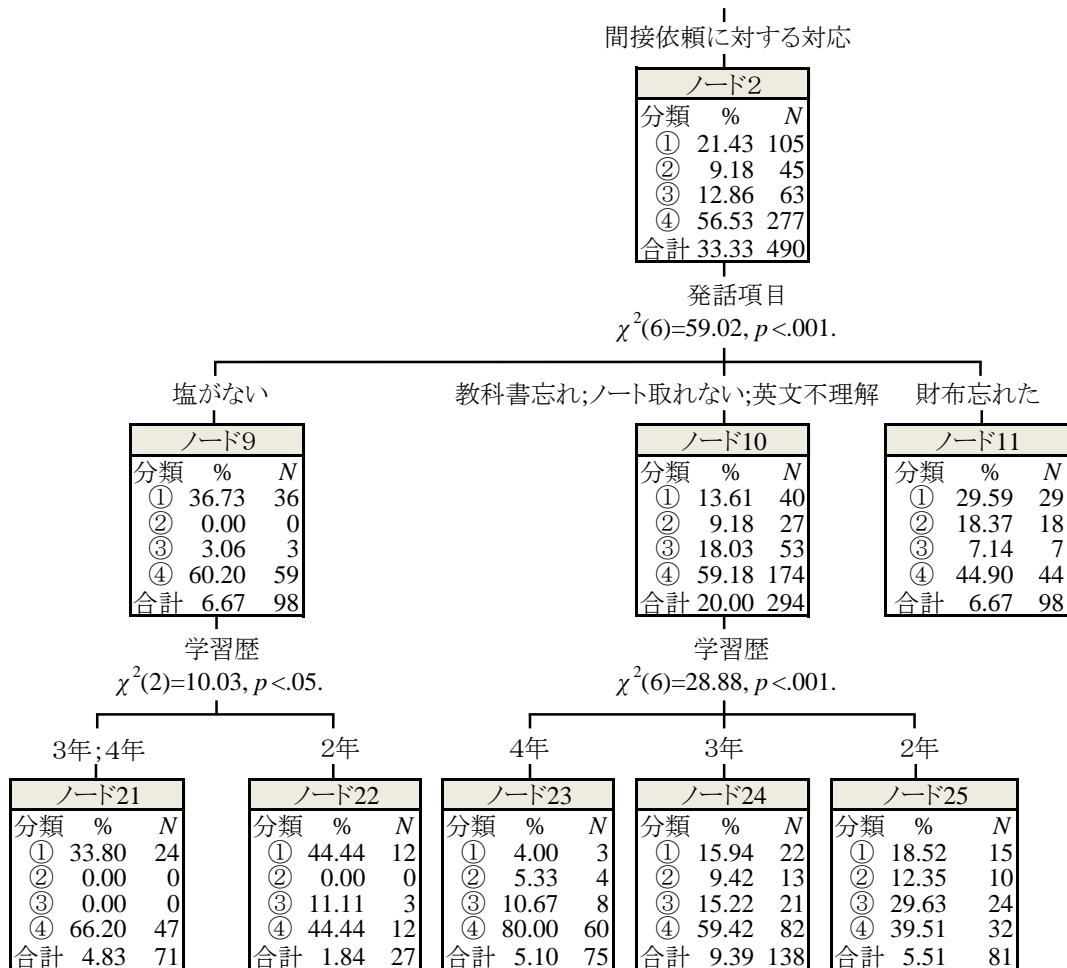 間接依頼に対する対応
ノード2
分類 % N
① 21.43 105
② 9.18 45
③ 12.86 63
④ 56.53 277
合計 33.33 490
発話項目
χ²(6)=59.02, p<.001.
塩がない
ノード9
分類 % N
① 36.73 36
② 0.00 0
③ 3.06 3
④ 60.20 59
合計 6.67 98
教科書忘れ;ノート取れない;英文不理解
ノード10
分類 % N
① 13.61 40
② 9.18 27
③ 18.03 53
④ 59.18 174
合計 20.00 294
財布忘れた
ノード11
分類 % N
① 29.59 29
② 18.37 18
③ 7.14 7
④ 44.90 44
合計 6.67 98
学習歴
χ²(2)=10.03, p<.05.
学習歴
χ²(6)=28.88, p<.001.
3年;4年
ノード21
分類 % N
① 33.80 24
② 0.00 0
③ 0.00 0
④ 66.20 47
合計 4.83 71
2年
ノード22
分類 % N
① 44.44 12
② 0.00 0
③ 11.11 3
④ 44.44 12
合計 1.84 27
4年
ノード23
分類 % N
① 4.00 3
② 5.33 4
③ 10.67 8
④ 80.00 60
合計 5.10 75
3年
ノード24
分類 % N
① 15.94 22
② 9.42 13
③ 15.22 21
④ 59.42 82
合計 9.39 138
2年
ノード25
分類 % N
① 18.52 15
② 12.35 10
③ 29.63 24
④ 39.51 32
合計 5.51 81